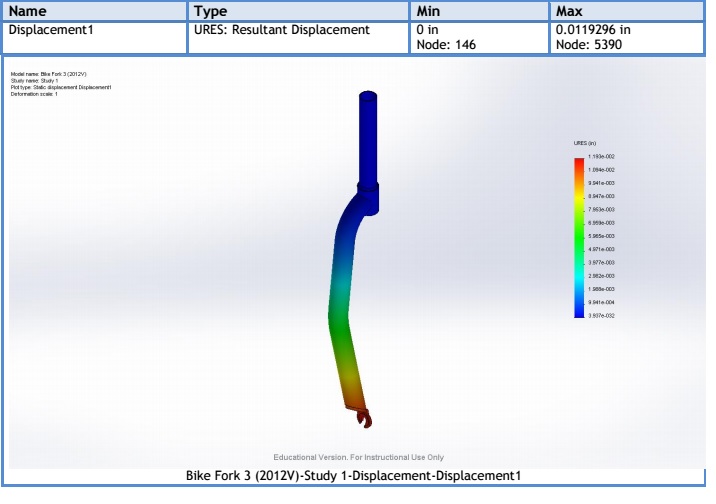 Name Type Min Max
Displacement1 URES: Resultant Displacement 0 in 0.0119296 in
Node: 146 Node: 5390
Model name: Bike Fork 3 (2012V)
Study name: Study 1
Plot type: Static displacement Displacement1
Deformation scale: 1
URES (in)
1.193e-002
1.094e-002
9.941e-003
8.947e-003
7.953e-003
6.959e-003
5.965e-003
4.971e-003
3.977e-003
2.982e-003
1.988e-003
9.941e-004
3.937e-032
Educational Version. For Instructional Use Only
Bike Fork 3 (2012V)-Study 1-Displacement-Displacement1